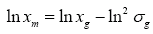 ln x_m = ln x_g − ln² σ_g